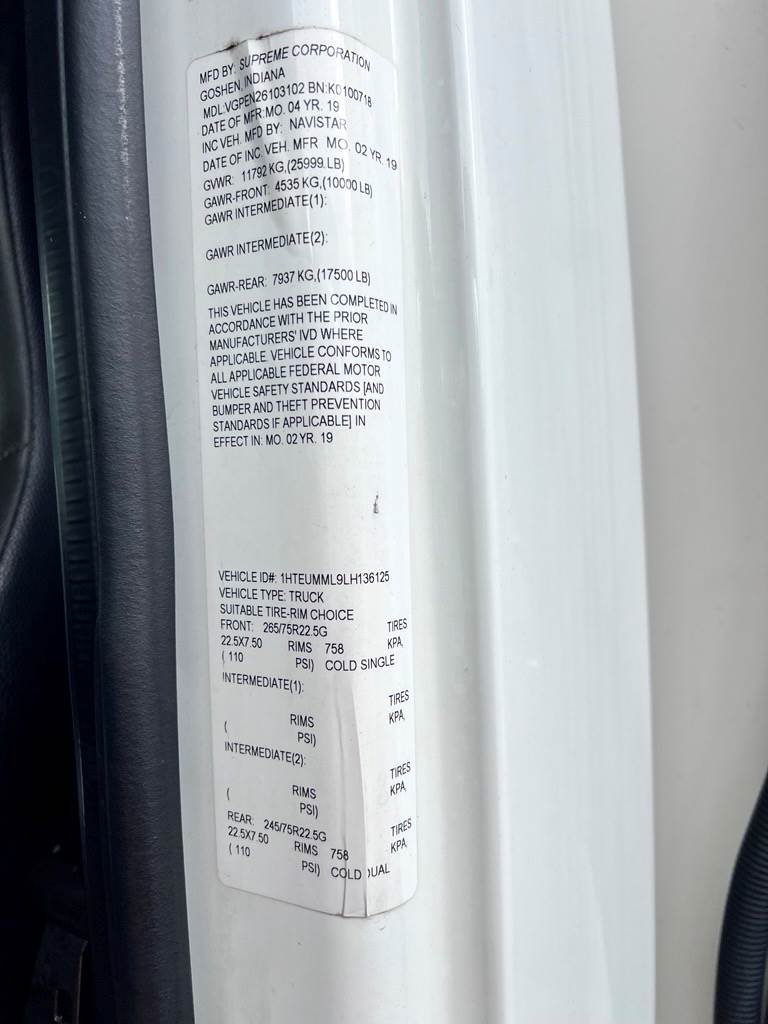 MFD BY: SUPREME CORPORATION
GOSHEN, INDIANA
MDL:VGPEN26103102 BN:K0100718
DATE OF MFR:MO. 04 YR. 19
INC VEH. MFD BY: NAVISTAR
DATE OF INC. VEH. MFR MO. 02 YR. 19
GVWR: 11792 KG,(25999 LB)
GAWR-FRONT: 4535 KG,(10000 LB)
GAWR INTERMEDIATE(1):
GAWR INTERMEDIATE(2):
GAWR-REAR: 7937 KG,(17500 LB)
THIS VEHICLE HAS BEEN COMPLETED IN
ACCORDANCE WITH THE PRIOR
MANUFACTURERS' IVD WHERE
APPLICABLE. VEHICLE CONFORMS TO
ALL APPLICABLE FEDERAL MOTOR
VEHICLE SAFETY STANDARDS [AND
BUMPER AND THEFT PREVENTION
STANDARDS IF APPLICABLE] IN
EFFECT IN: MO. 02 YR. 19
VEHICLE ID#: 1HTEUMML9LH136125
VEHICLE TYPE: TRUCK
SUITABLE TIRE-RIM CHOICE
FRONT: 265/75R22.5G TIRES
22.5X7.50 RIMS 758 KPA,
( 110 PSI) COLD SINGLE
INTERMEDIATE(1): TIRES
RIMS KPA,
( PSI)
INTERMEDIATE(2): TIRES
RIMS KPA,
( PSI)
REAR: 245/75R22.5G TIRES
22.5X7.50 RIMS 758 KPA,
( 110 PSI) COLD DUAL